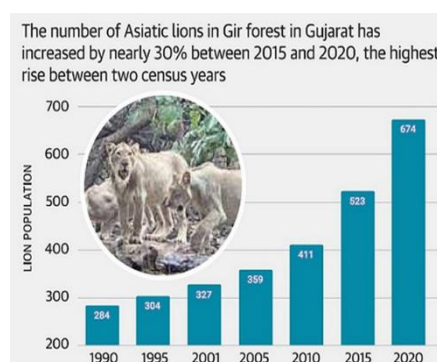 The number of Asiatic lions in Gir forest in Gujarat has
increased by nearly 30% between 2015 and 2020, the highest
rise between two census years
LION POPULATION
700
600
500
400
300
200
284
304
327
359
411
523
674
1990 1995 2001 2005 2010 2015 2020